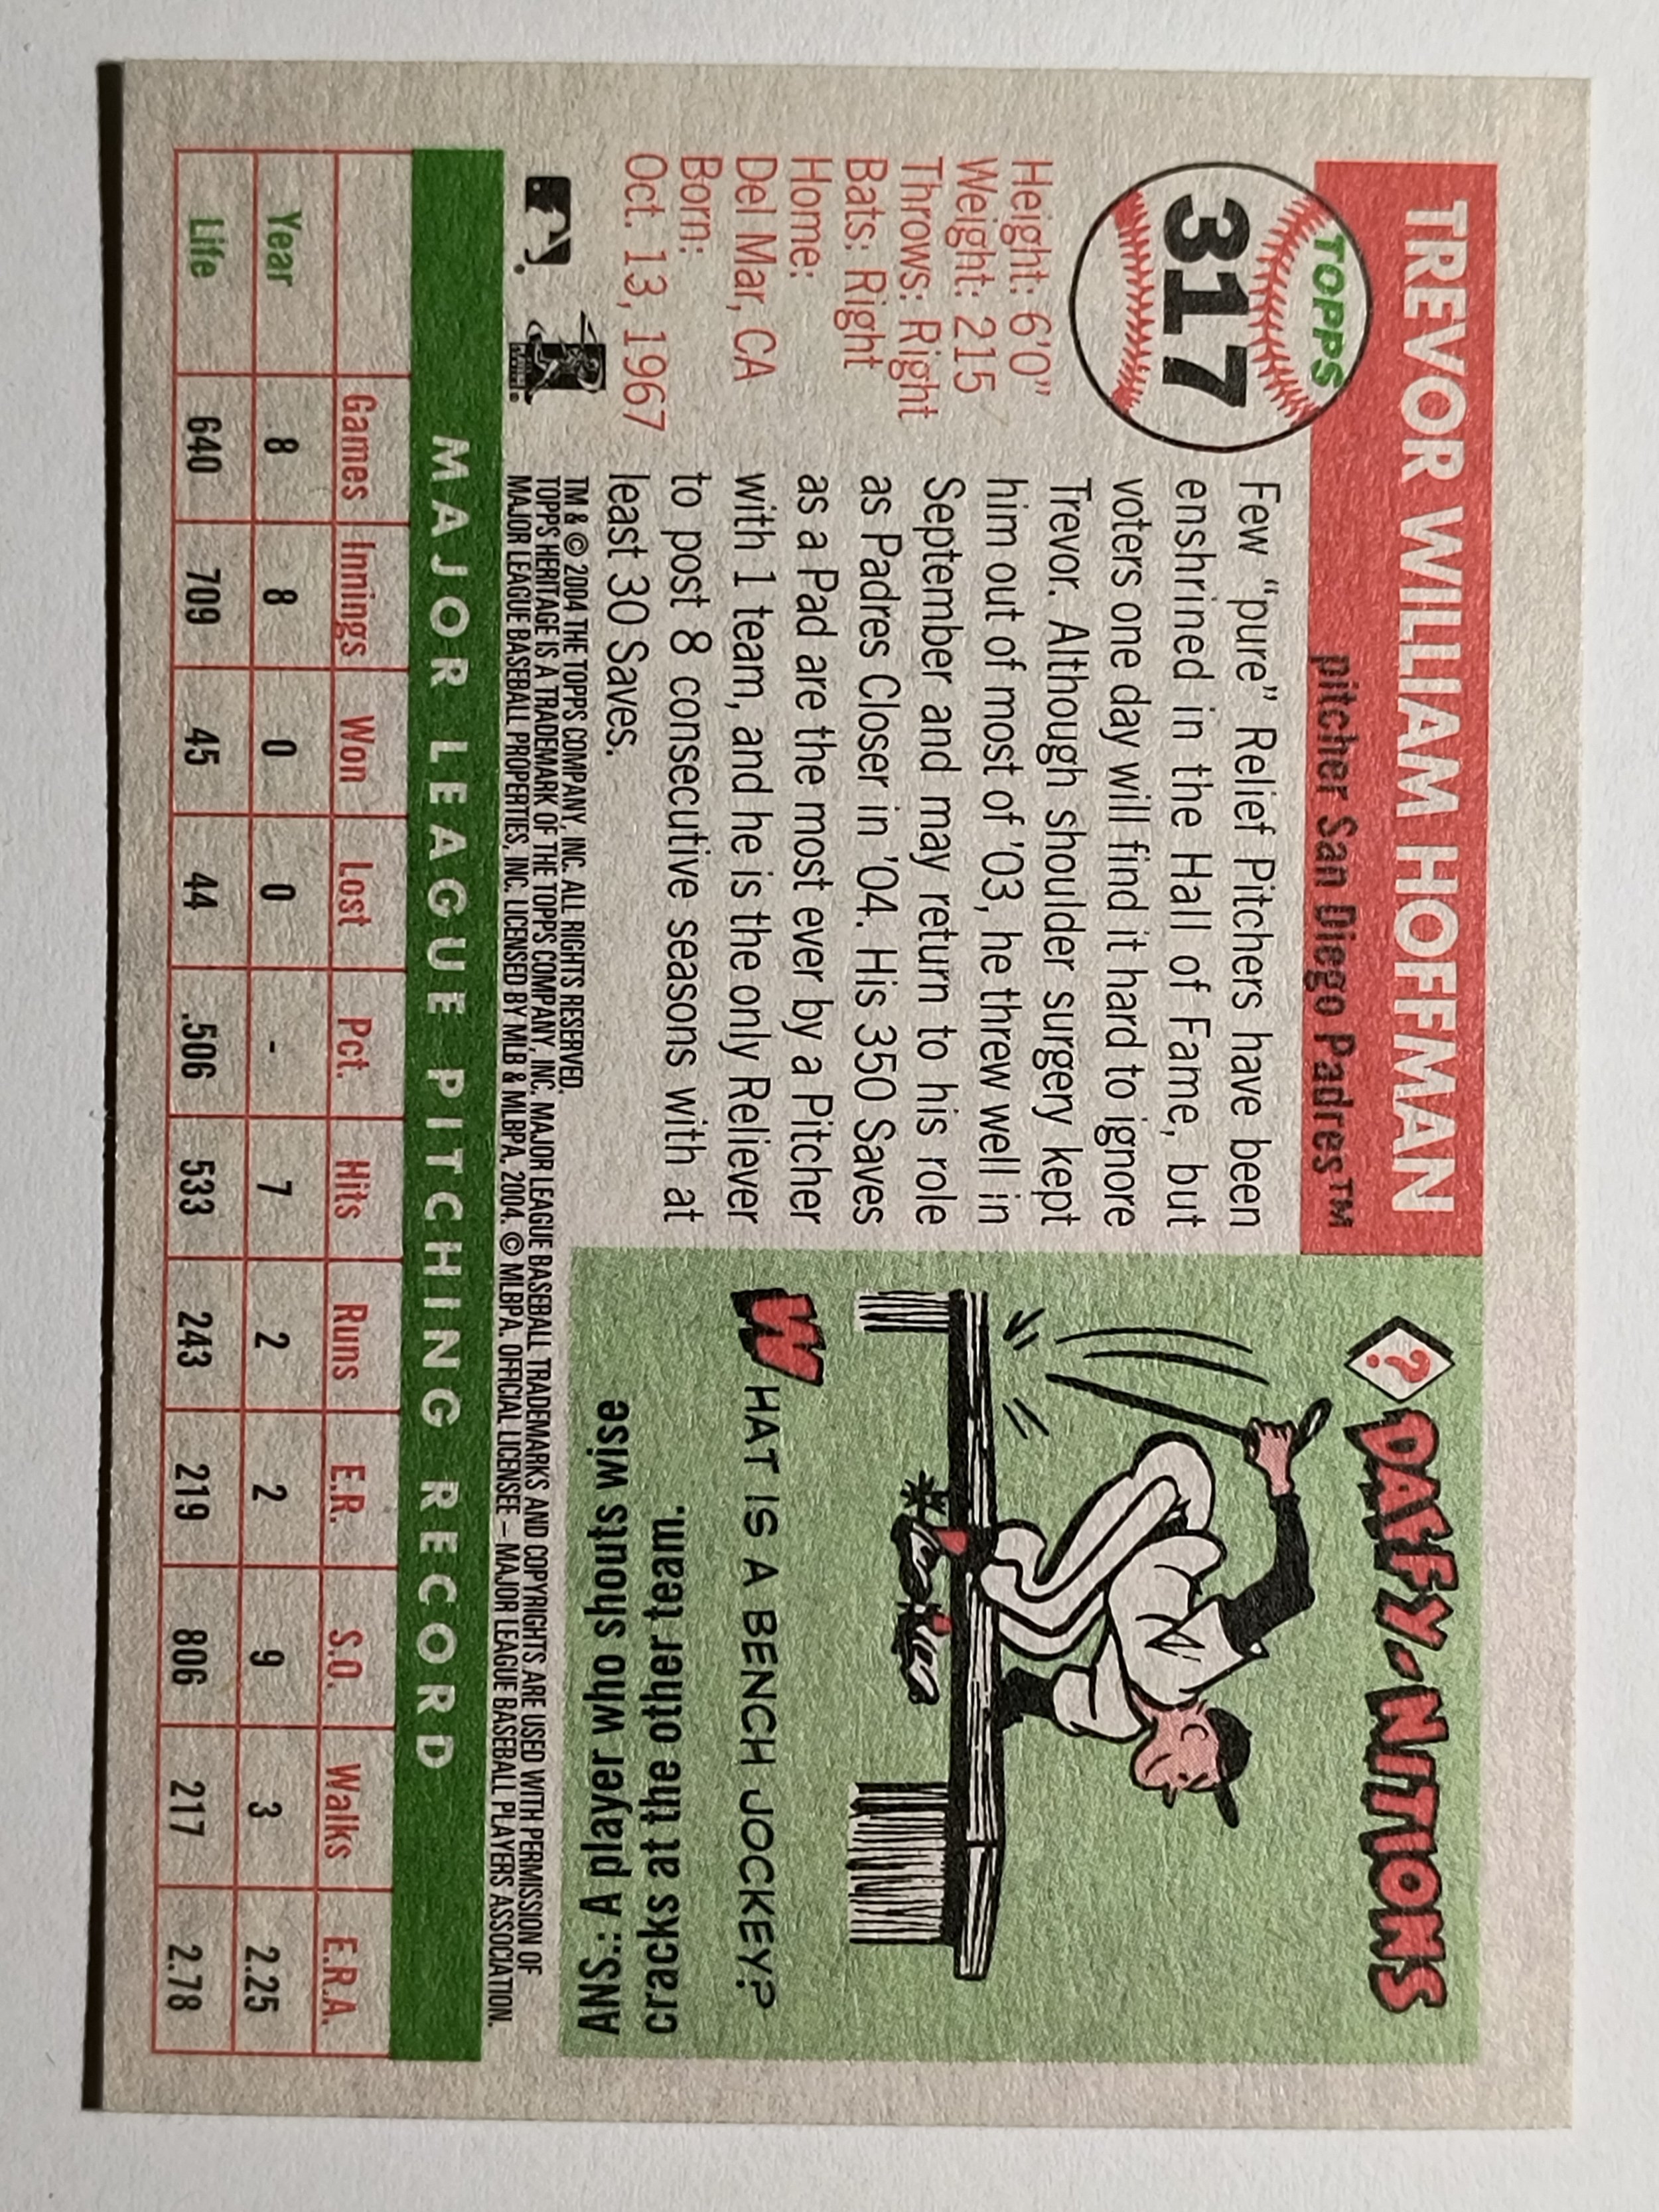 TREVOR WILLIAM HOFFMAN
pitcher San Diego Padres™
TOPPS
317
Height: 6'0"
Weight: 215
Throws: Right
Bats: Right
Home:
Del Mar, CA
Born:
Oct. 13, 1967
Few "pure" Relief Pitchers have been
enshrined in the Hall of Fame, but
voters one day will find it hard to ignore
Trevor. Although shoulder surgery kept
him out of most of '03, he threw well in
September and may return to his role
as Padres Closer in '04. His 350 Saves
as a Pad are the most ever by a Pitcher
with 1 team, and he is the only Reliever
to post 8 consecutive seasons with at
least 30 Saves.
TM & © 2004 THE TOPPS COMPANY, INC. ALL RIGHTS RESERVED.
TOPPS HERITAGE IS A TRADEMARK OF THE TOPPS COMPANY, INC. MAJOR LEAGUE BASEBALL TRADEMARKS AND COPYRIGHTS ARE USED WITH PERMISSION OF
MAJOR LEAGUE BASEBALL PROPERTIES, INC. LICENSED BY MLB & MLBPA, 2004. © MLBPA. OFFICIAL LICENSEE – MAJOR LEAGUE BASEBALL PLAYERS ASSOCIATION.
? DAFFY-NITIONS
WHAT IS A BENCH JOCKEY?
ANS.: A player who shouts wise
cracks at the other team.
MAJOR LEAGUE PITCHING RECORD
Games Innings Won Lost Pct. Hits Runs E.R. S.O. Walks E.R.A.
Year 8 8 0 0 - 7 2 2 9 3 2.25
Life 640 709 45 44 .506 533 243 219 806 217 2.78